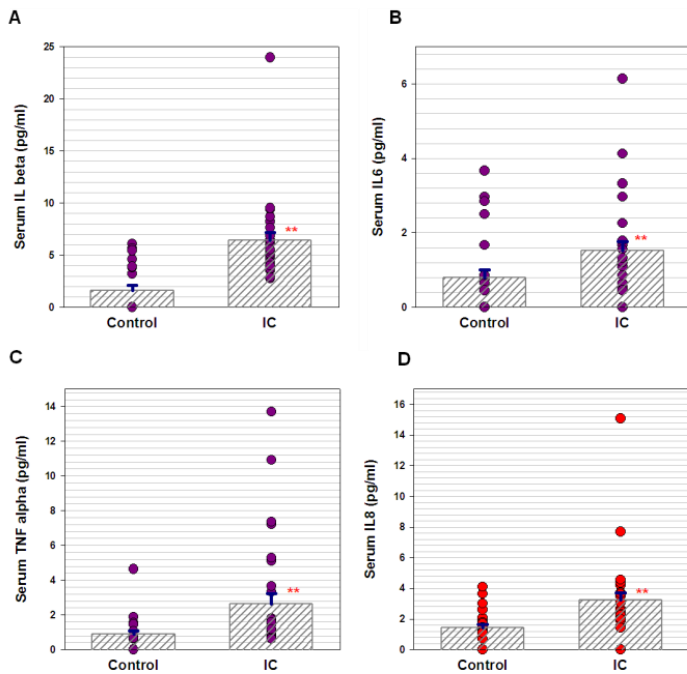 A
Serum IL beta (pg/ml)
25
20
15
10
5
0
**
Control IC
B
Serum IL6 (pg/ml)
6
4
2
0
**
Control IC
C
Serum TNF alpha (pg/ml)
14
12
10
8
6
4
2
0
**
Control IC
D
Serum IL8 (pg/ml)
16
14
12
10
8
6
4
2
0
**
Control IC